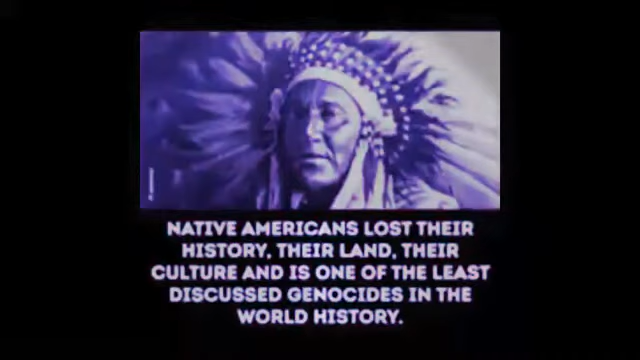 NATIVE AMERICANS LOST THEIR
HISTORY, THEIR LAND, THEIR
CULTURE AND IS ONE OF THE LEAST
DISCUSSED GENOCIDES IN THE
WORLD HISTORY.